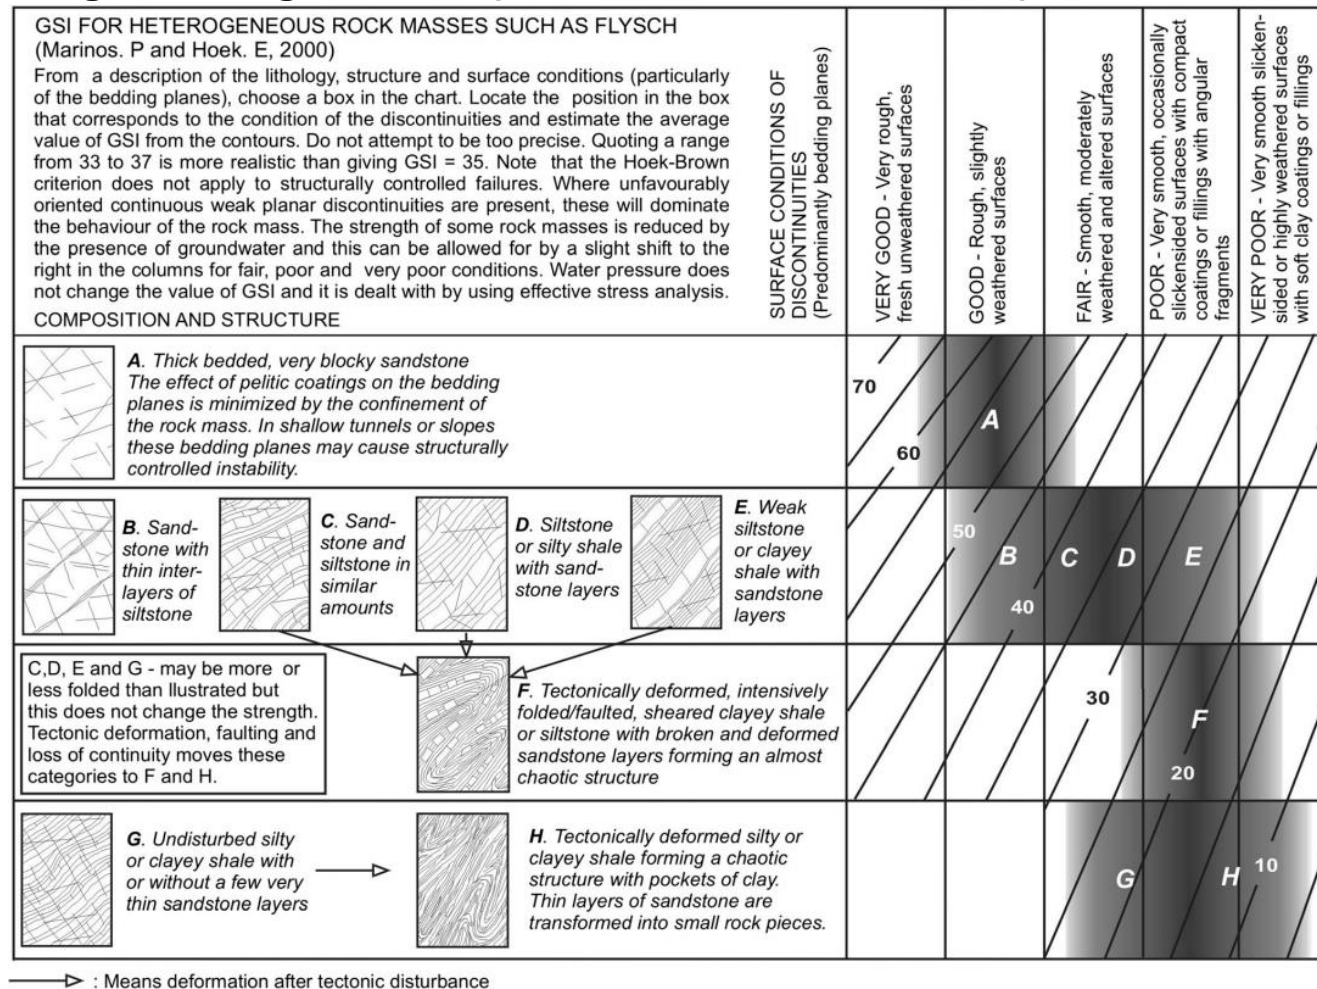 GSI FOR HETEROGENEOUS ROCK MASSES SUCH AS FLYSCH
(Marinos. P and Hoek. E, 2000)
From a description of the lithology, structure and surface conditions (particularly
of the bedding planes), choose a box in the chart. Locate the position in the box
that corresponds to the condition of the discontinuities and estimate the average
value of GSI from the contours. Do not attempt to be too precise. Quoting a range
from 33 to 37 is more realistic than giving GSI = 35. Note that the Hoek-Brown
criterion does not apply to structurally controlled failures. Where unfavourably
oriented continuous weak planar discontinuities are present, these will dominate
the behaviour of the rock mass. The strength of some rock masses is reduced by
the presence of groundwater and this can be allowed for by a slight shift to the
right in the columns for fair, poor and very poor conditions. Water pressure does
not change the value of GSI and it is dealt with by using effective stress analysis.
COMPOSITION AND STRUCTURE
SURFACE CONDITIONS OF
DISCONTINUITIES
(Predominantly bedding planes)
VERY GOOD - Very rough,
fresh unweathered surfaces
GOOD - Rough, slightly
weathered surfaces
FAIR - Smooth, moderately
weathered and altered surfaces
POOR - Very smooth, occasionally
slickensided surfaces with compact
coatings or fillings with angular
fragments
VERY POOR - Very smooth slicken-
sided or highly weathered surfaces
with soft clay coatings or fillings
A. Thick bedded, very blocky sandstone
The effect of pelitic coatings on the bedding
planes is minimized by the confinement of
the rock mass. In shallow tunnels or slopes
these bedding planes may cause structurally
controlled instability.
70
60
A
B. Sand-
stone with
thin inter-
layers of
siltstone
C. Sand-
stone and
siltstone in
similar
amounts
D. Siltstone
or silty shale
with sand-
stone layers
E. Weak
siltstone
or clayey
shale with
sandstone
layers
50
B
C
D
E
40
C,D, E and G - may be more or
less folded than llustrated but
this does not change the strength.
Tectonic deformation, faulting and
loss of continuity moves these
categories to F and H.
F. Tectonically deformed, intensively
folded/faulted, sheared clayey shale
or siltstone with broken and deformed
sandstone layers forming an almost
chaotic structure
30
F
20
G. Undisturbed silty
or clayey shale with
or without a few very
thin sandstone layers
H. Tectonically deformed silty or
clayey shale forming a chaotic
structure with pockets of clay.
Thin layers of sandstone are
transformed into small rock pieces.
G
H
10
: Means deformation after tectonic disturbance